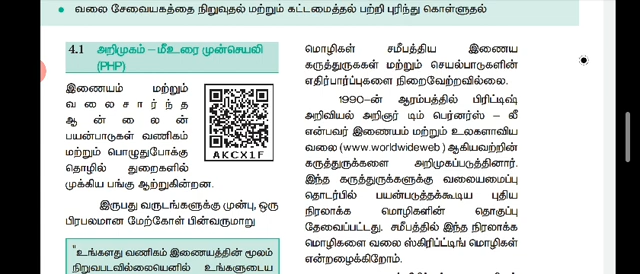 வலை சேவையகத்தை நிறுவுதல் மற்றும் கட்டமைத்தல் பற்றி புரிந்து கொள்ளுதல்
4.1 அறிமுகம் – மீஉரை முன்செயலி
(PHP)
இணையம் மற்றும்
வலைசார்ந்த
ஆன்லைன்
பயன்பாடுகள் வணிகம்
மற்றும் பொழுதுபோக்கு
தொழில் துறைகளில்
முக்கிய பங்கு ஆற்றுகின்றன.
AKCX1F
இருபது வருடங்களுக்கு முன்பு, ஒரு
பிரபலமான மேற்கோள் பின்வருமாறு
"உங்களது வணிகம் இணையத்தின் மூலம்
நிறுவபடவில்லையெனில் உங்களுடைய
மொழிகள் சமீபத்திய இணைய
கருத்துருககள் மற்றும் செயல்பாடுகளின்
எதிர்பார்ப்புகளை நிறைவேற்றவில்லை.
1990–ன் ஆரம்பத்தில் பிரிட்டிஷ்
அறிவியல் அறிஞர் டிம் பெர்னர்ஸ் – லீ
என்பவர் இணையம் மற்றும் உலகளாவிய
வலை (www.worldwideweb ) ஆகியவற்றின்
கருத்துருக்களை அறிமுகப்படுத்தினார்.
இந்த கருத்துருக்களுக்கு வலையமைப்பு
தொடர்பில் பயன்படுத்தக்கூடிய புதிய
நிரலாக்க மொழிகளின் தொகுப்பு
தேவைப்பட்டது. சமீபத்தில் இந்த நிரலாக்க
மொழிகளை வலை ஸ்கிரிப்ட்டிங் மொழிகள்
என்றழைக்கிறோம்.